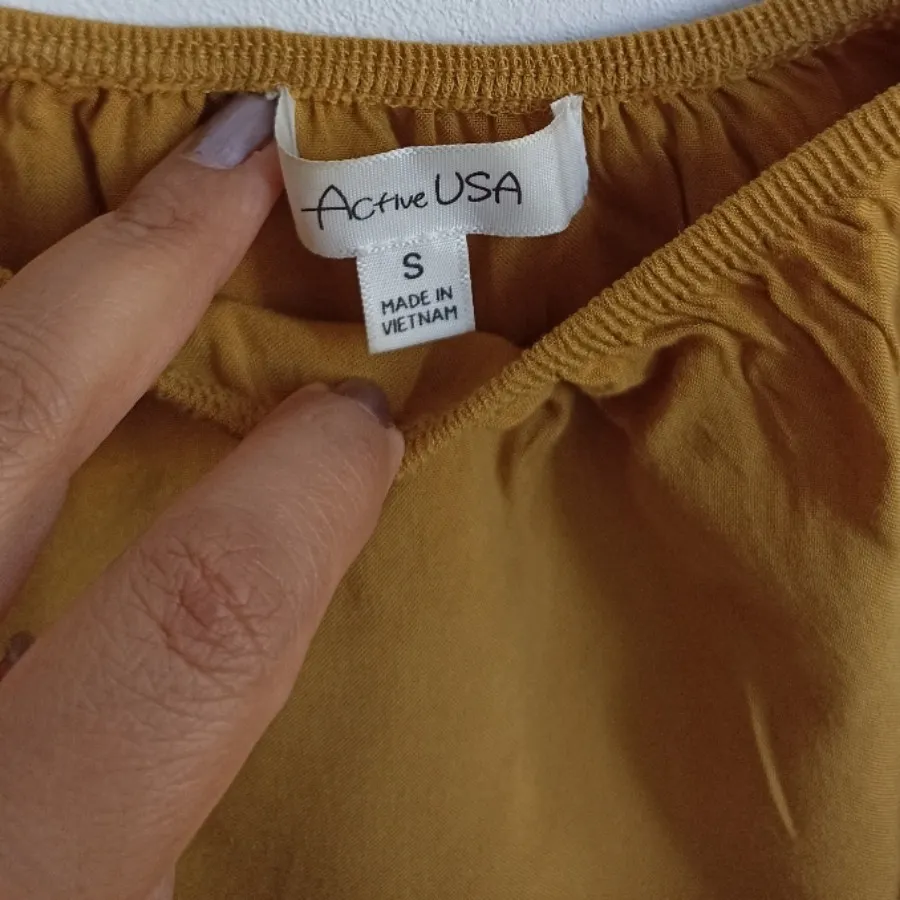 Active USA
S
MADE IN
VIETNAM